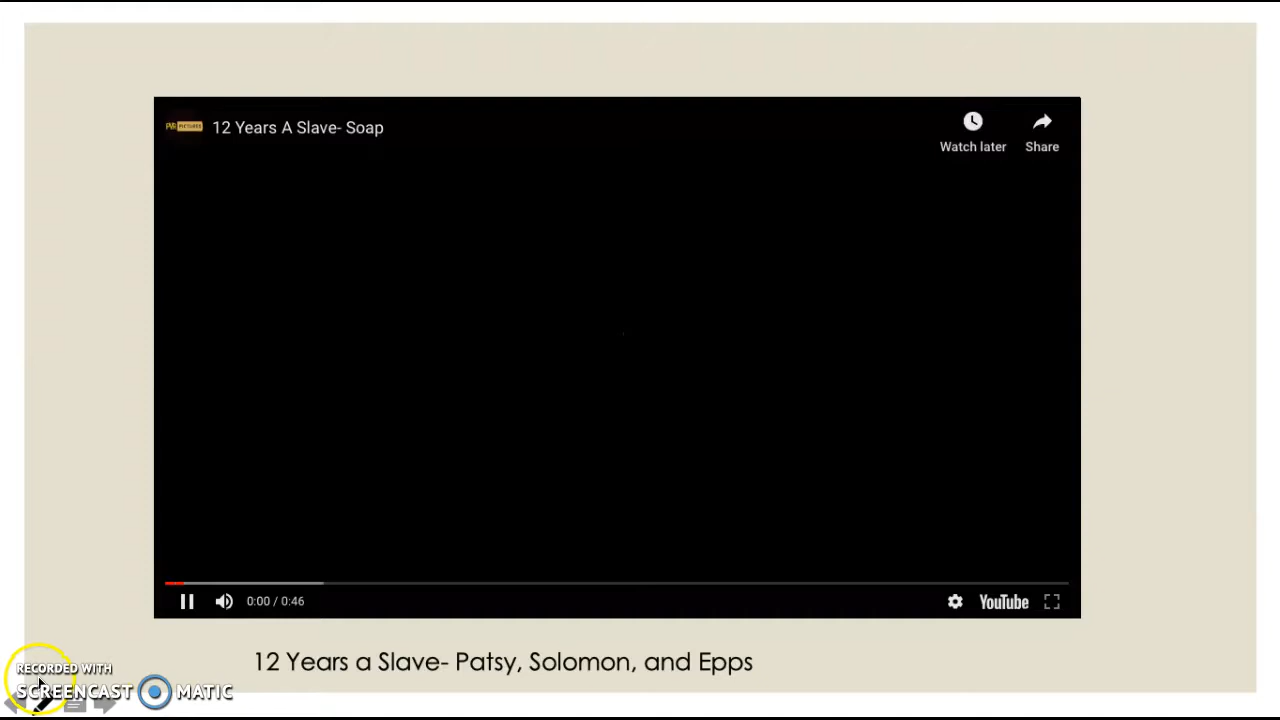 12 Years A Slave- Soap
Watch later
Share
0:00 / 0:46
YouTube
12 Years a Slave- Patsy, Solomon, and Epps
RECORDED WITH
SCREENCAST MATIC